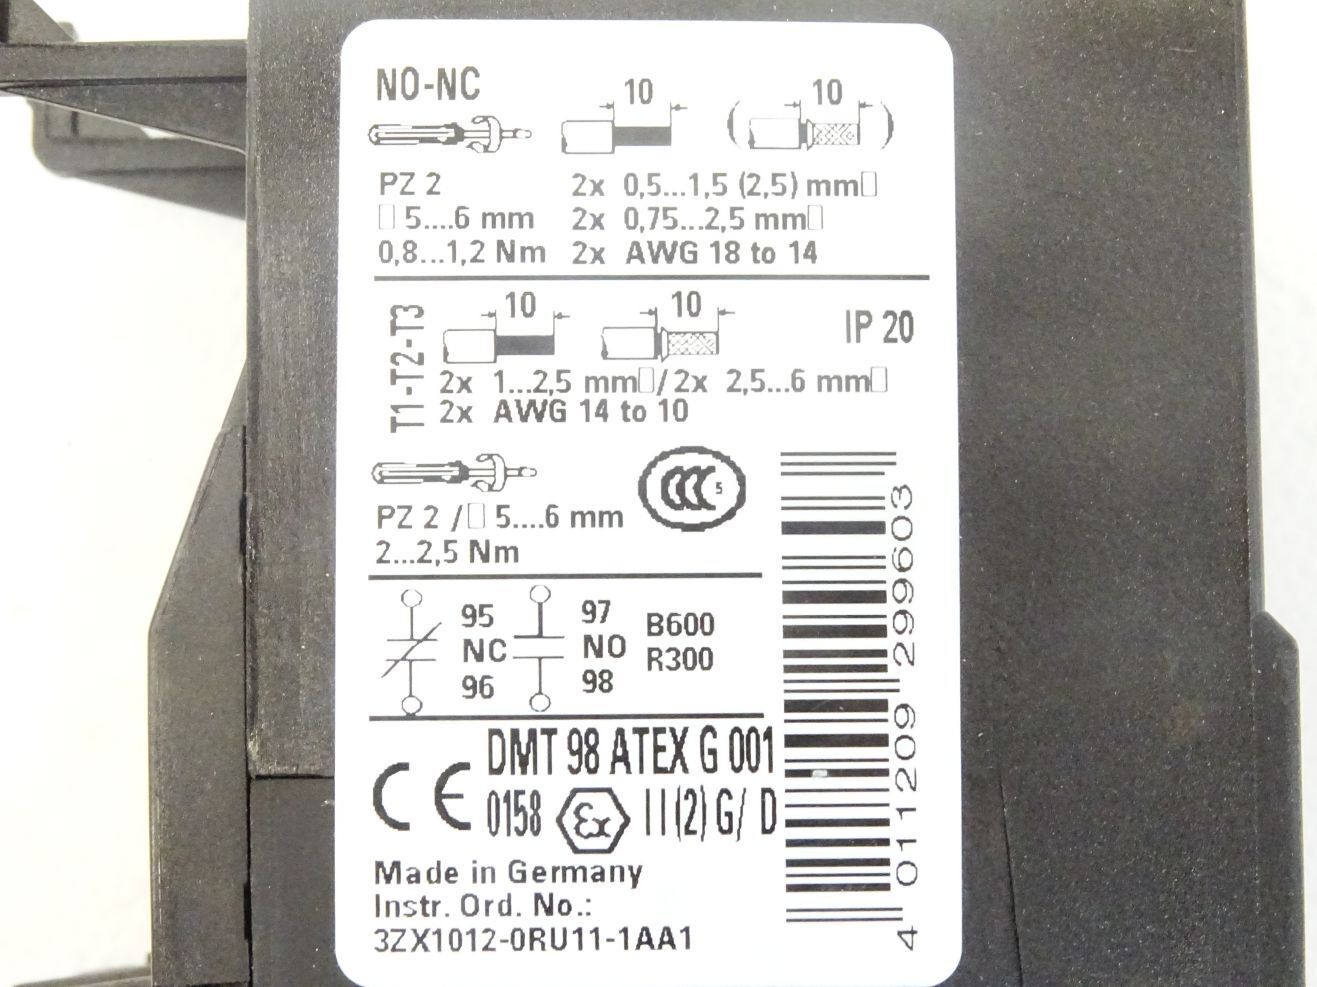 NO-NC
10
10
PZ 2
2x 0,5...1,5 (2,5) mm□
□ 5....6 mm
2x 0,75...2,5 mm□
0,8...1,2 Nm
2x AWG 18 to 14
T1-T2-T3
10
10
IP 20
2x 1...2,5 mm□/2x 2,5...6 mm□
2x AWG 14 to 10
CCC 5
PZ 2 /□ 5....6 mm
2...2,5 Nm
95
NC
96
97
NO
98
B600
R300
4 011209 299603
CE
DMT 98 ATEX G 001
0158 Ex II (2) G/ D
Made in Germany
Instr. Ord. No.:
3ZX1012-0RU11-1AA1